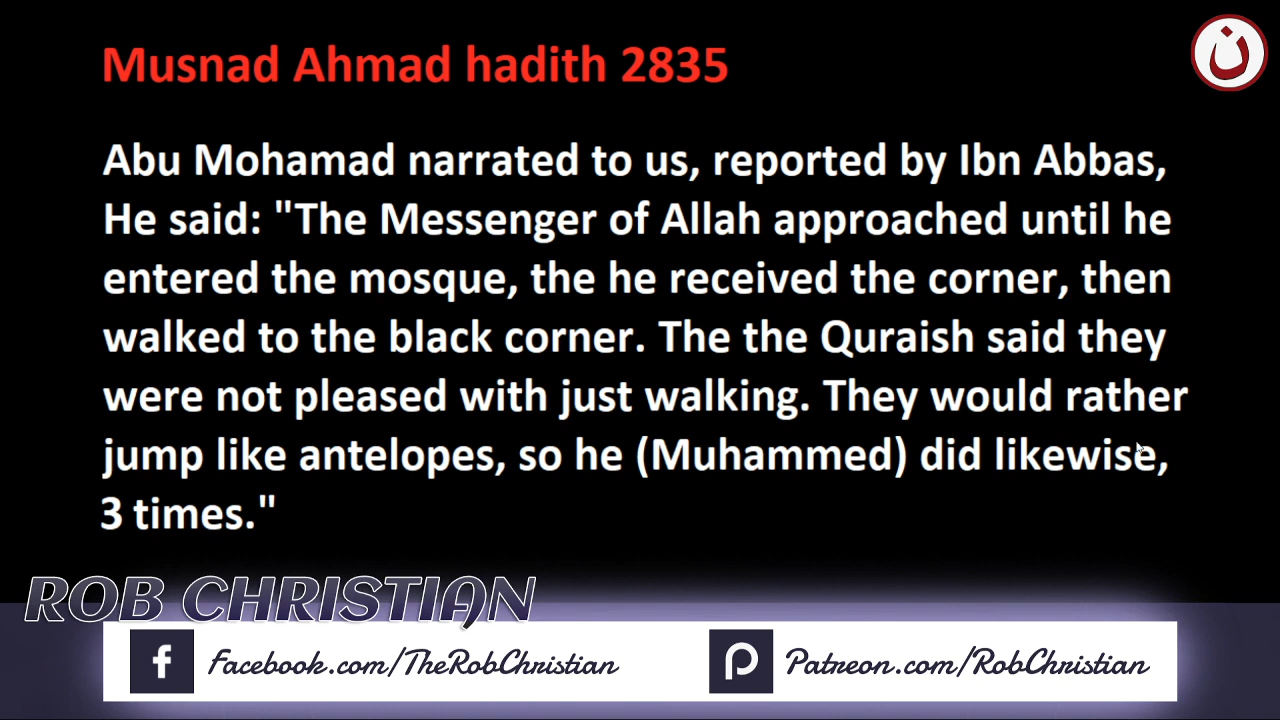 Musnad Ahmad hadith 2835
ن
Abu Mohamad narrated to us, reported by Ibn Abbas,
He said: "The Messenger of Allah approached until he
entered the mosque, the he received the corner, then
walked to the black corner. The the Quraish said they
were not pleased with just walking. They would rather
jump like antelopes, so he (Muhammed) did likewise,
3 times."
ROB CHRISTIAN
Facebook.com/TheRobChristian
Patreon.com/RobChristian